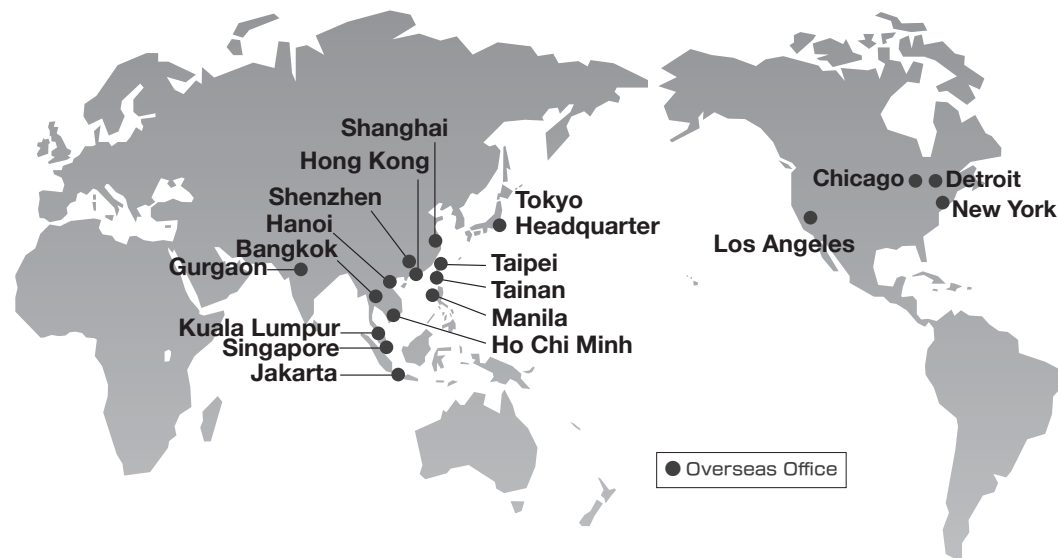 Shanghai
Hong Kong
Shenzhen
Hanoi
Bangkok
Gurgaon
Kuala Lumpur
Singapore
Jakarta
Tokyo
Headquarter
Taipei
Tainan
Manila
Ho Chi Minh
Chicago
Detroit
New York
Los Angeles
Overseas Office